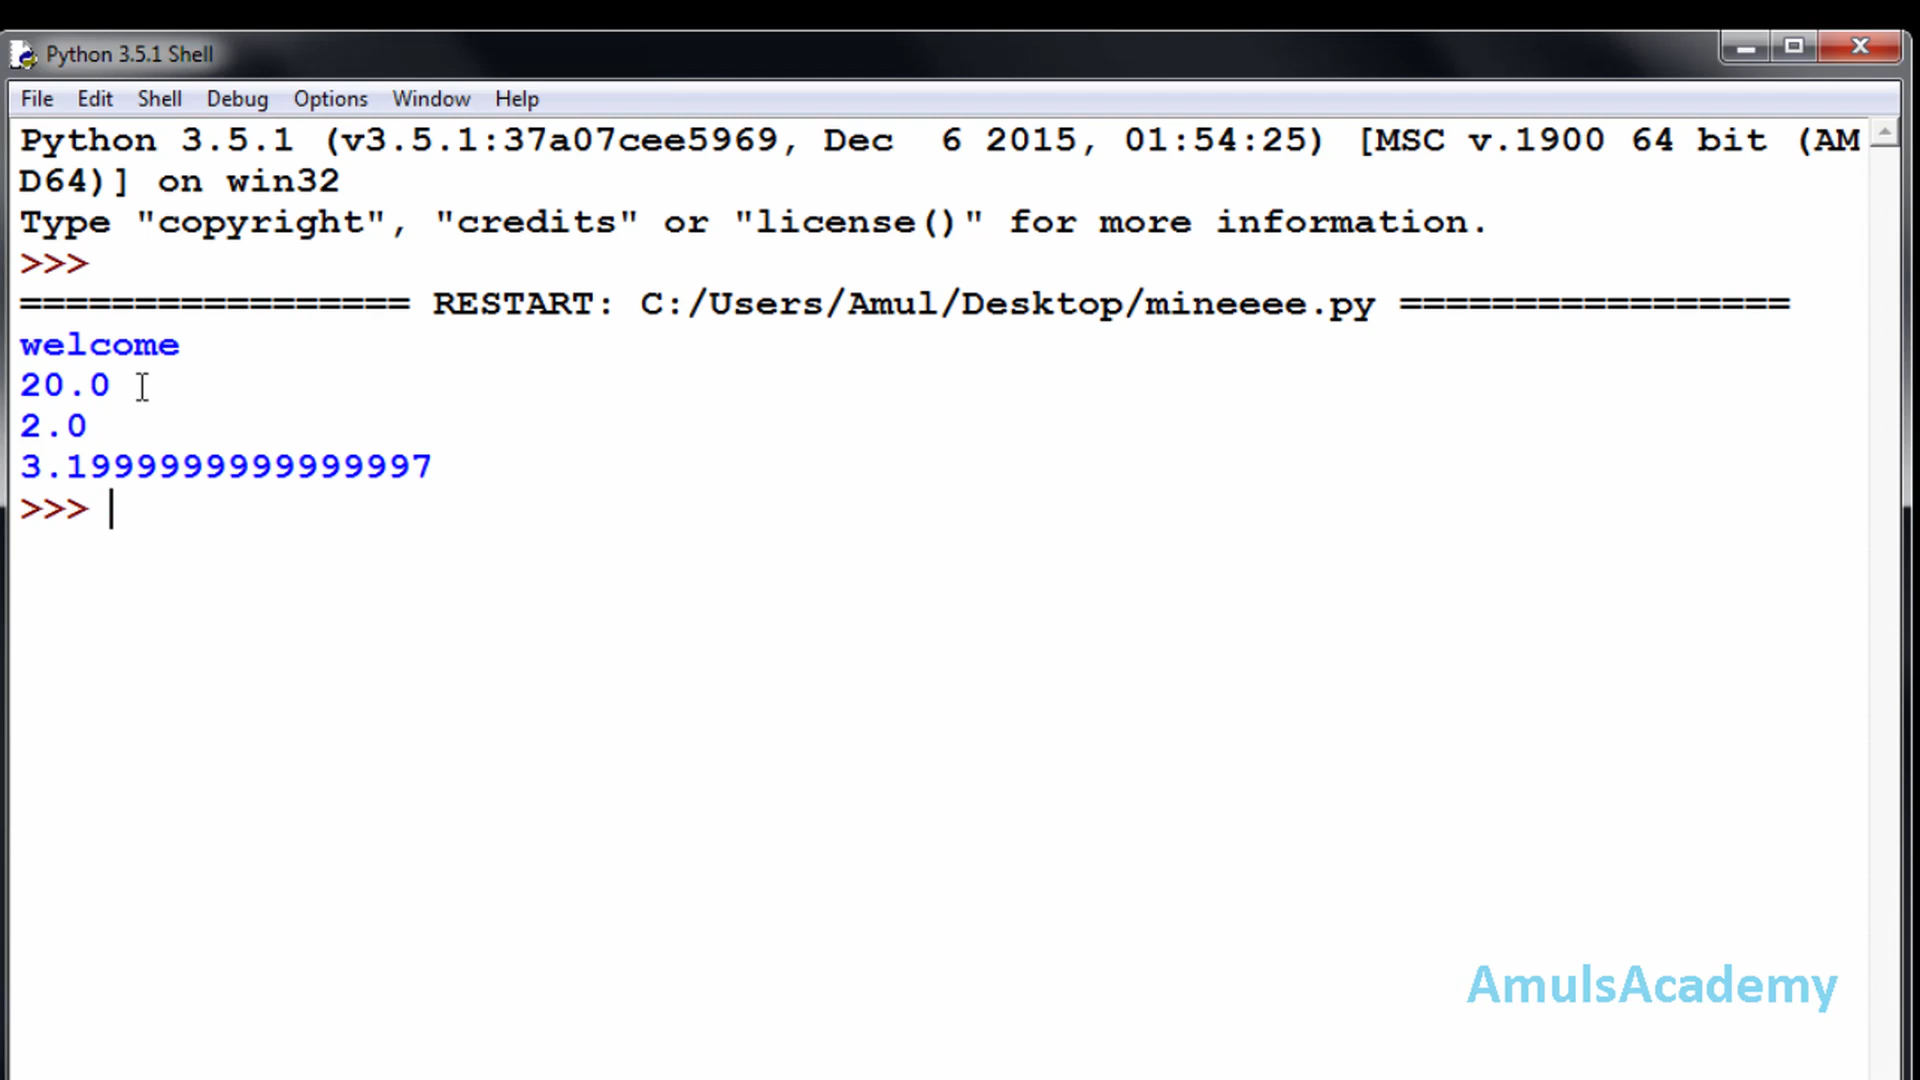 Python 3.5.1 Shell
File Edit Shell Debug Options Window Help
Python 3.5.1 (v3.5.1:37a07cee5969, Dec  6 2015, 01:54:25) [MSC v.1900 64 bit (AM
D64)] on win32
Type "copyright", "credits" or "license()" for more information.
>>>
================= RESTART: C:/Users/Amul/Desktop/mineeee.py =================
welcome
20.0
2.0
3.1999999999999997
>>>
AmulsAcademy